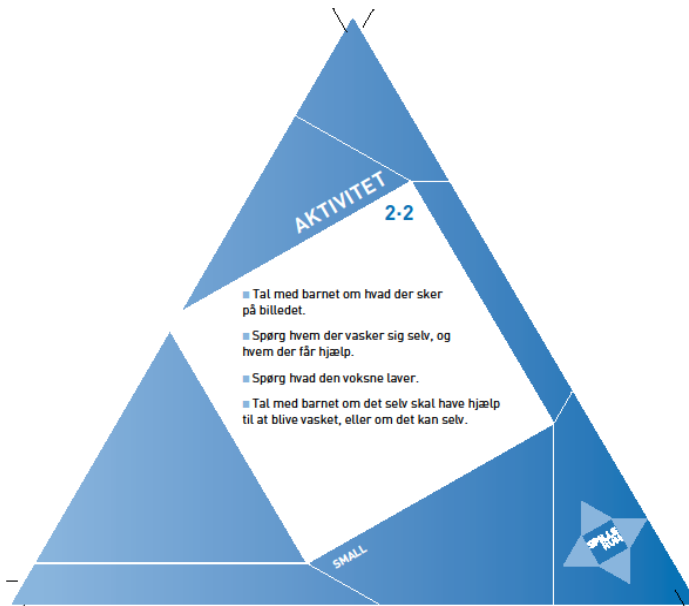 AKTIVITET
2·2
■ Tal med barnet om hvad der sker
på billedet.
■ Spørg hvem der vasker sig selv, og
hvem der får hjælp.
■ Spørg hvad den voksne laver.
■ Tal med barnet om det selv skal have hjælp
til at blive vasket, eller om det kan selv.
SMALL